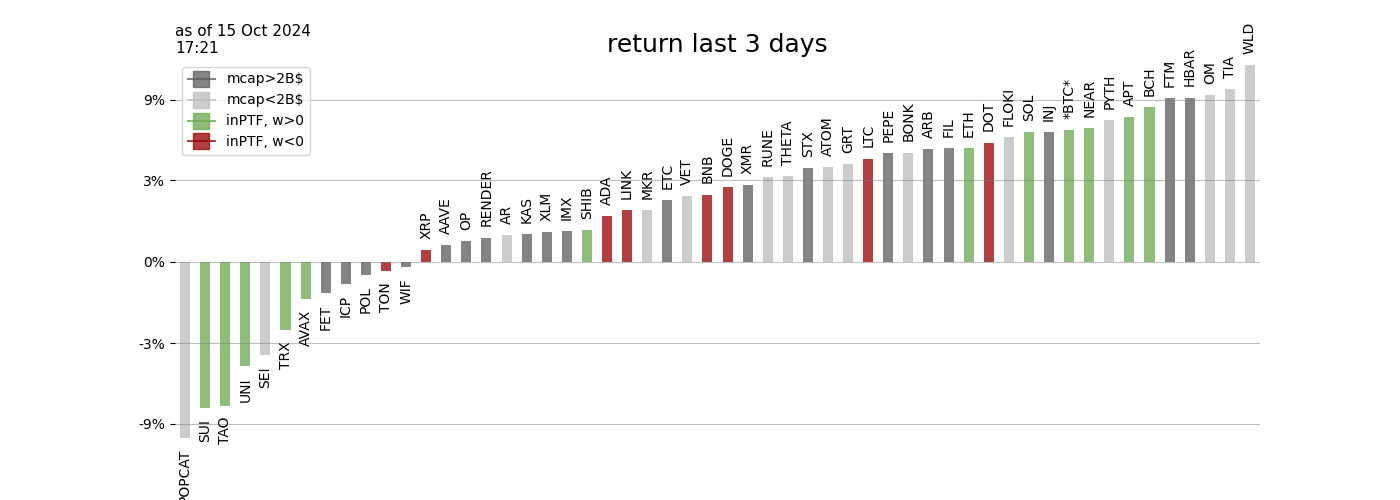 as of 15 Oct 2024
17:21
return last 3 days
mcap>2B$
mcap<2B$
inPTF, w>0
inPTF, w<0
9%
3%
0%
-3%
-9%
POPCAT
SUI
TAO
UNI
SEI
TRX
AVAX
FET
ICP
POL
TON
WIF
XRP
AAVE
OP
RENDER
AR
KAS
XLM
IMX
SHIB
ADA
LINK
MKR
ETC
VET
BNB
DOGE
XMR
RUNE
THETA
STX
ATOM
GRT
LTC
PEPE
BONK
ARB
FIL
ETH
DOT
FLOKI
SOL
INJ
*BTC*
NEAR
PYTH
APT
BCH
FTM
HBAR
OM
TIA
WLD